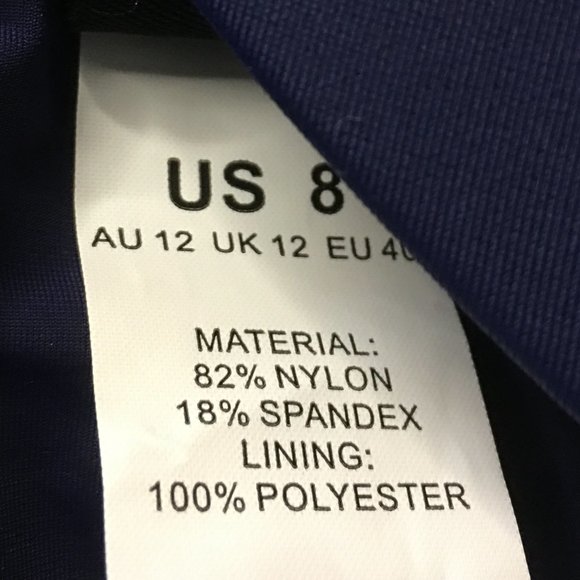 US 8
AU 12 UK 12 EU 40
MATERIAL:
82% NYLON
18% SPANDEX
LINING:
100% POLYESTER